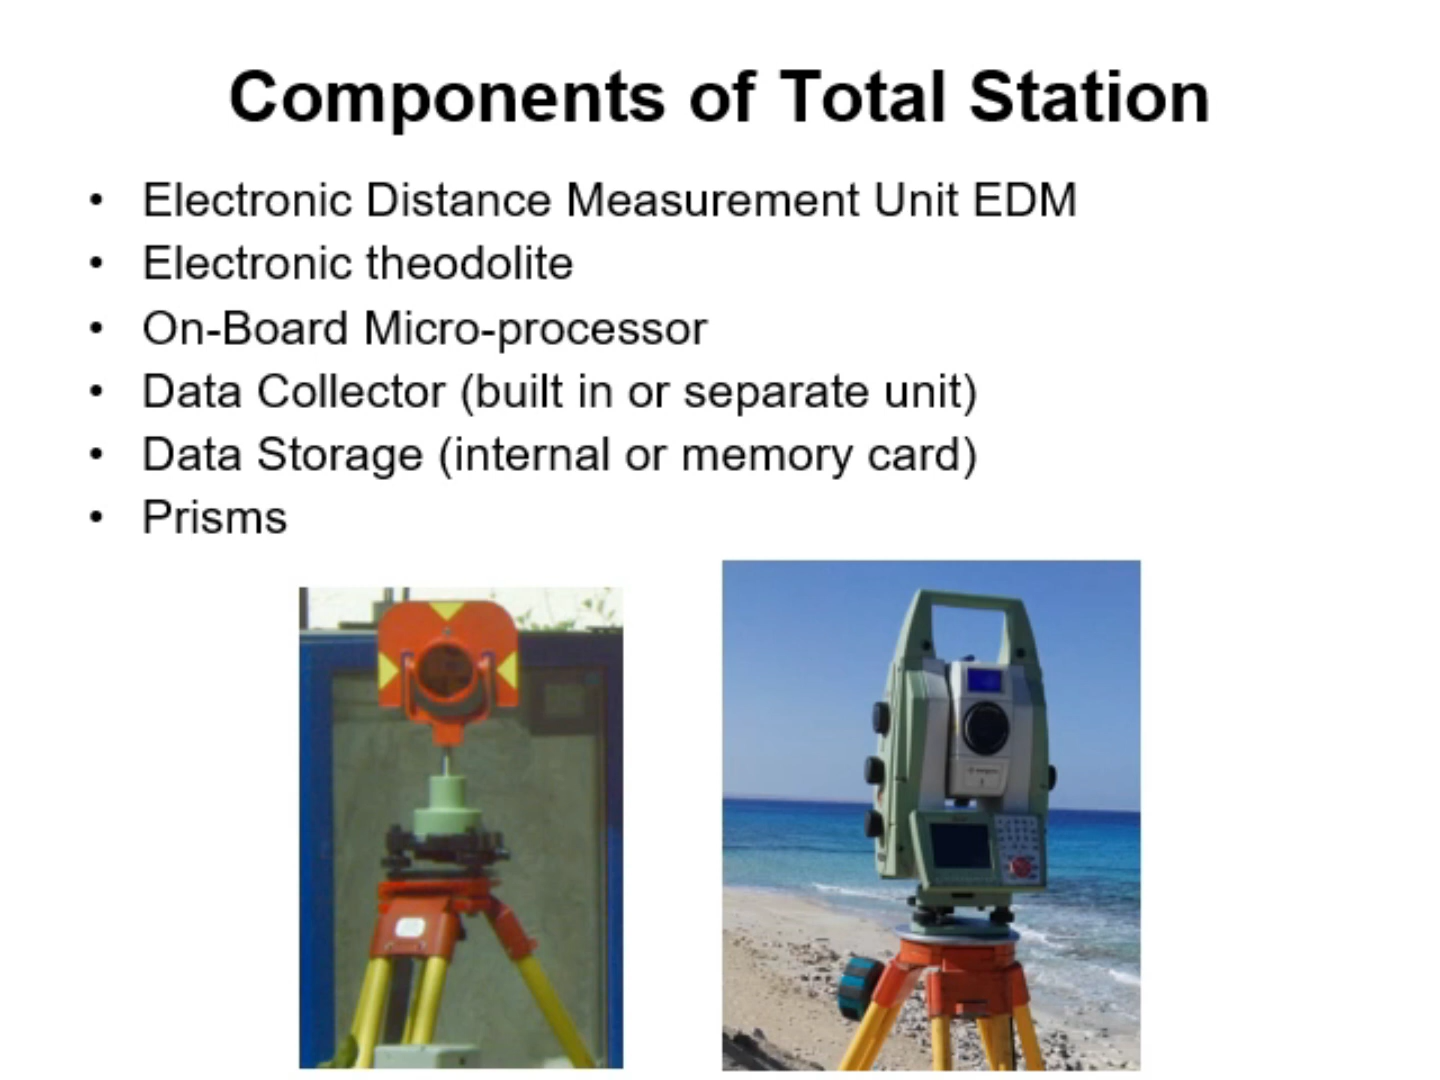 Components of Total Station
• Electronic Distance Measurement Unit EDM
• Electronic theodolite
• On-Board Micro-processor
• Data Collector (built in or separate unit)
• Data Storage (internal or memory card)
• Prisms